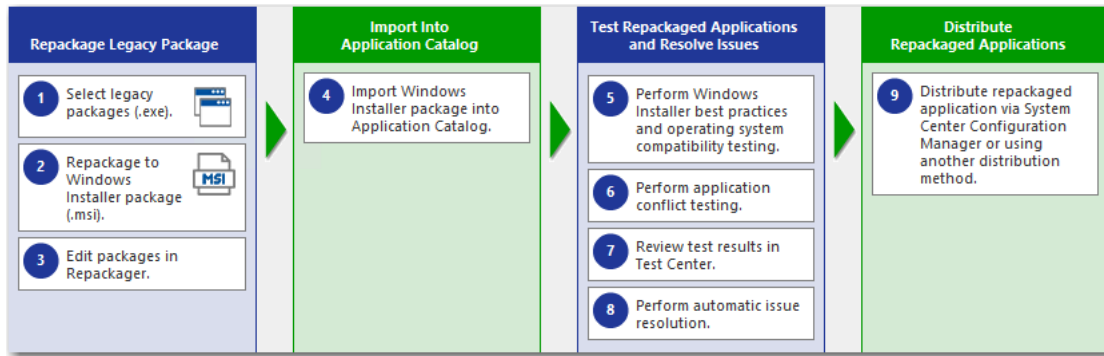 Repackage Legacy Package
1
Select legacy
packages (.exe).
2
Repackage to
Windows
Installer package
(.msi).
MSI
3
Edit packages in
Repackager.
Import Into
Application Catalog
4
Import Windows
Installer package into
Application Catalog.
Test Repackaged Applications
and Resolve Issues
5
Perform Windows
Installer best practices
and operating system
compatibility testing.
6
Perform application
conflict testing.
7
Review test results in
Test Center.
8
Perform automatic issue
resolution.
Distribute
Repackaged Applications
9
Distribute repackaged
application via System
Center Configuration
Manager or using
another distribution
method.